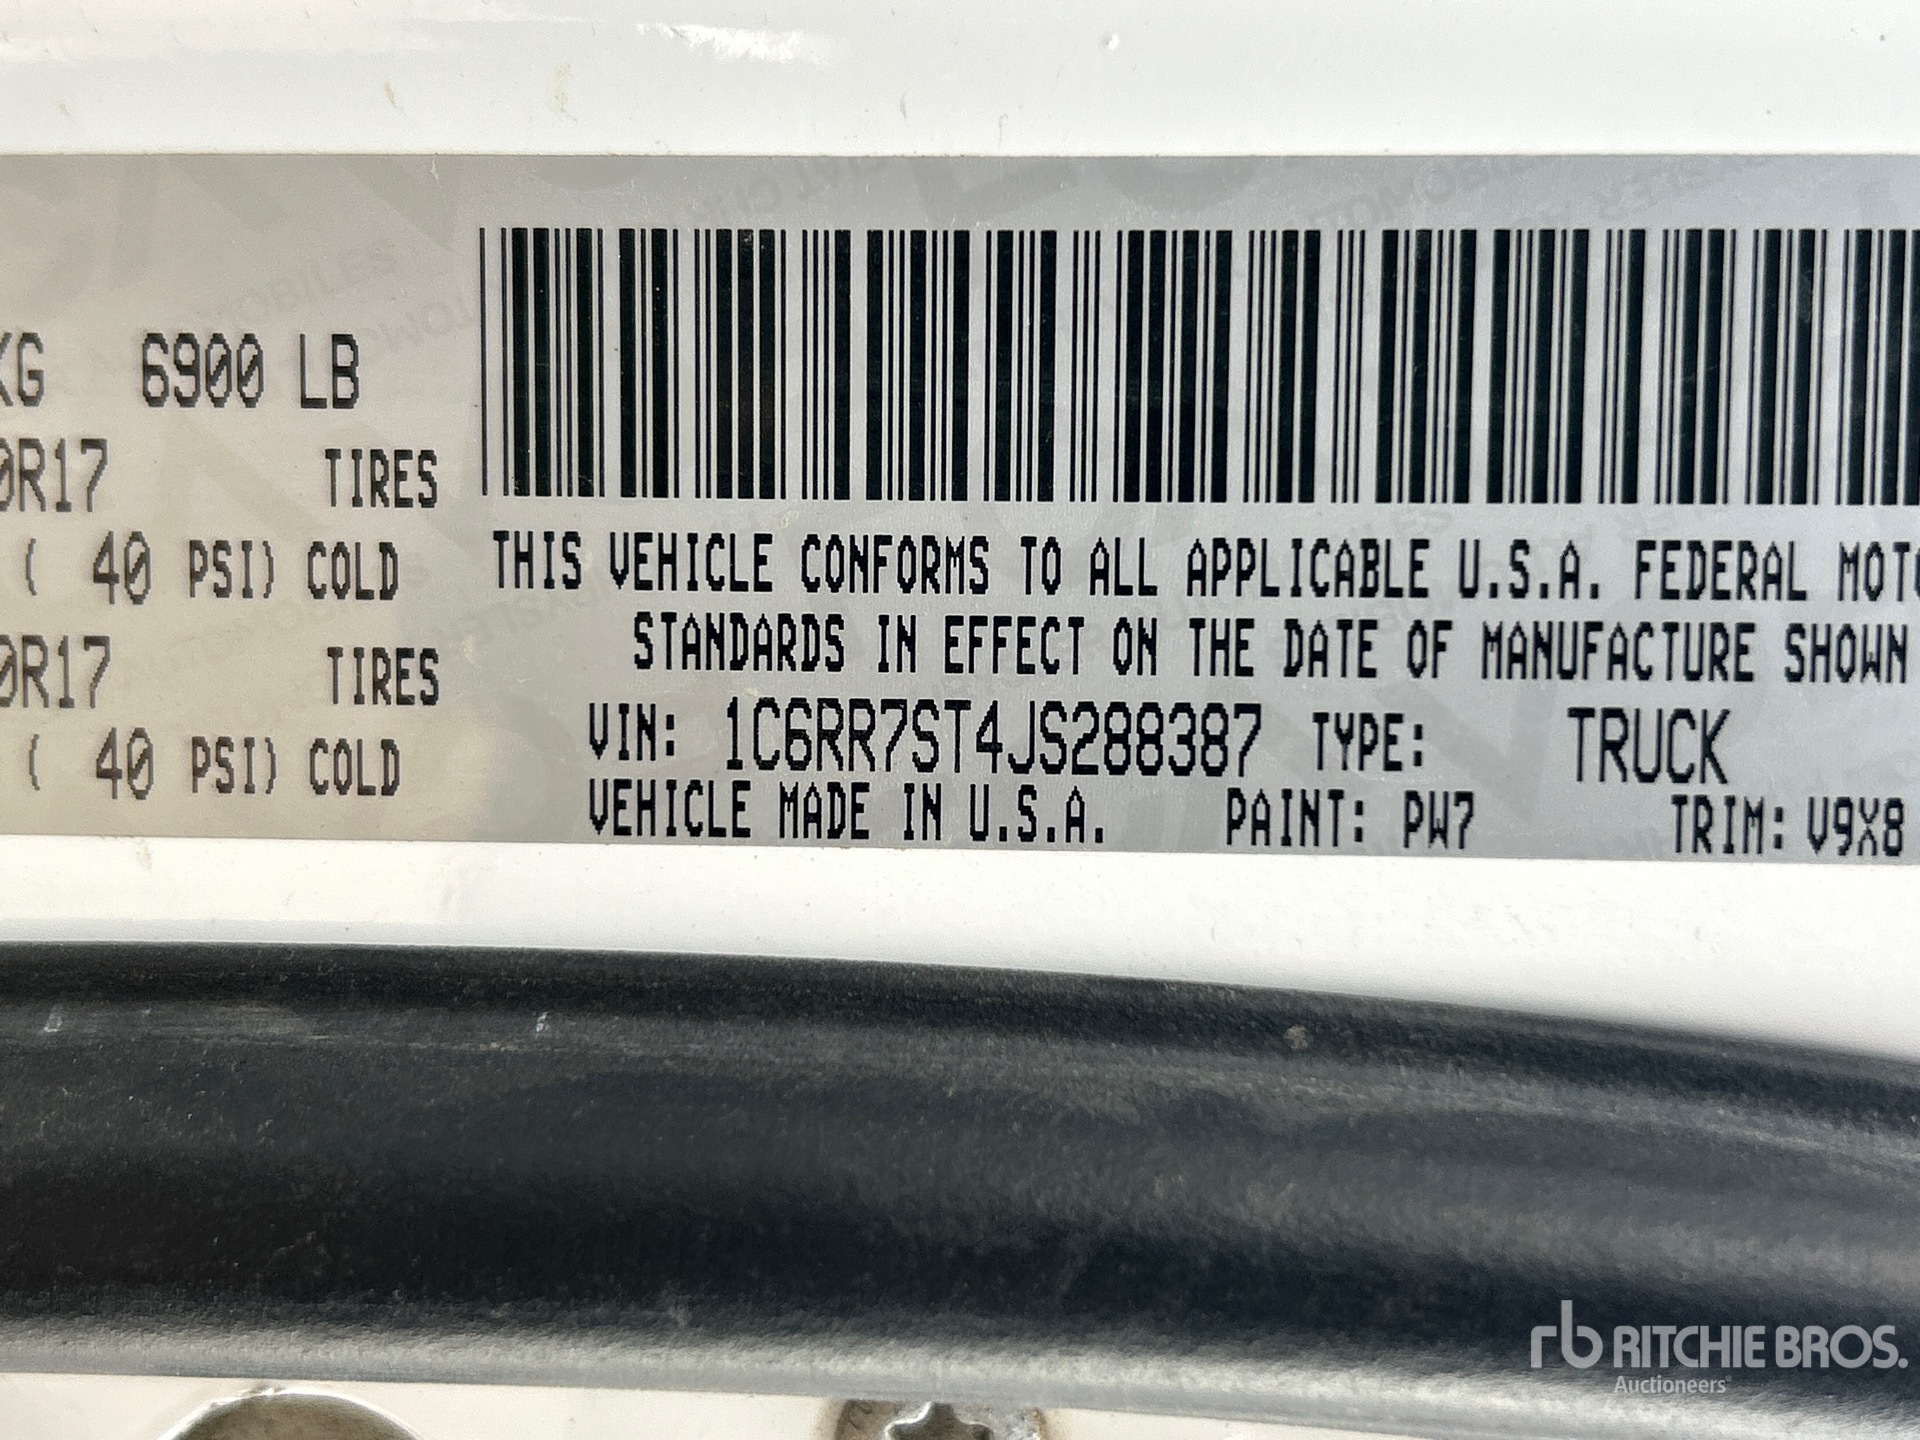 KG 6900 LB
0R17 TIRES
( 40 PSI) COLD
0R17 TIRES
( 40 PSI) COLD
THIS VEHICLE CONFORMS TO ALL APPLICABLE U.S.A. FEDERAL MOTO
STANDARDS IN EFFECT ON THE DATE OF MANUFACTURE SHOWN
VIN: 1C6RR7ST4JS288387 TYPE: TRUCK
VEHICLE MADE IN U.S.A. PAINT: PW7 TRIM: V9X8
rb RITCHIE BROS.
Auctioneers